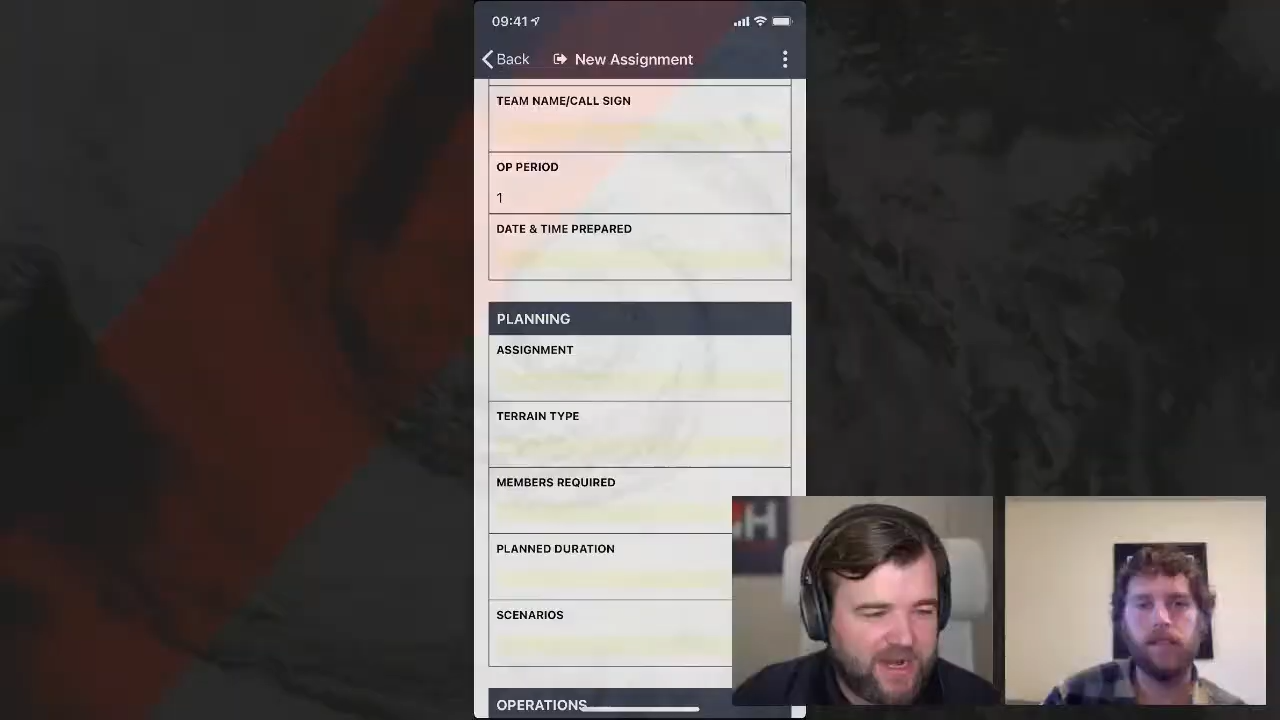 09:41
Back
New Assignment
TEAM NAME/CALL SIGN
OP PERIOD
1
DATE & TIME PREPARED
PLANNING
ASSIGNMENT
TERRAIN TYPE
MEMBERS REQUIRED
PLANNED DURATION
SCENARIOS
OPERATIONS